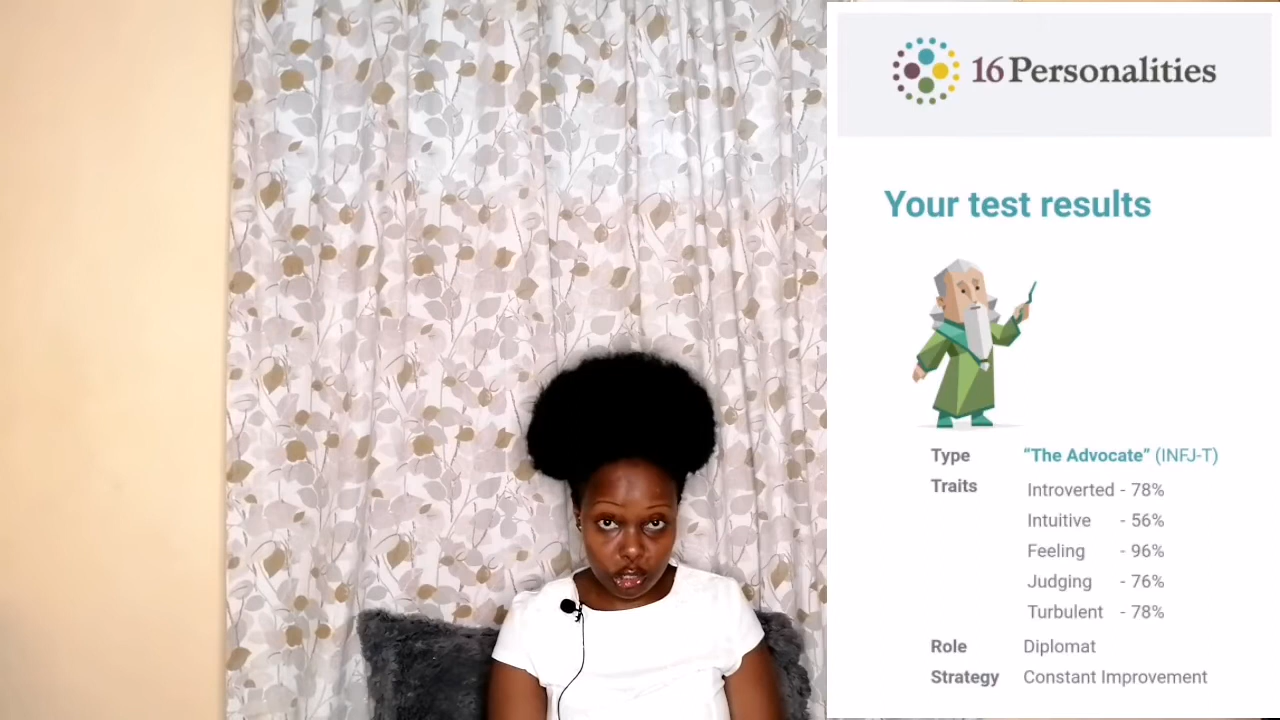 16Personalities
Your test results
Type “The Advocate” (INFJ-T)
Traits Introverted - 78%
Intuitive - 56%
Feeling - 96%
Judging - 76%
Turbulent - 78%
Role Diplomat
Strategy Constant Improvement